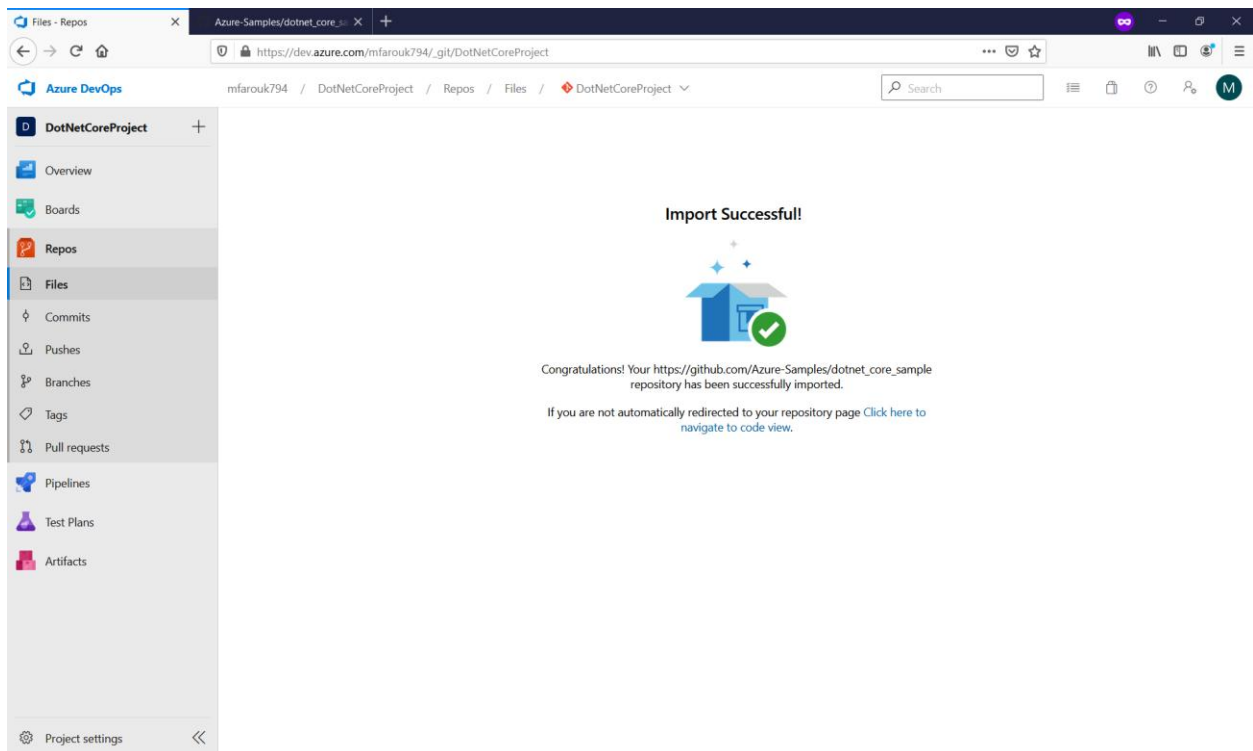 Files - Repos
Azure-Samples/dotnet_core_sa
https://dev.azure.com/mfarouk794/_git/DotNetCoreProject
Azure DevOps
mfarouk794 / DotNetCoreProject / Repos / Files / DotNetCoreProject
Search
M
D DotNetCoreProject
Overview
Boards
Repos
Files
Commits
Pushes
Branches
Tags
Pull requests
Pipelines
Test Plans
Artifacts
Project settings
Import Successful!
Congratulations! Your https://github.com/Azure-Samples/dotnet_core_sample
repository has been successfully imported.
If you are not automatically redirected to your repository page Click here to
navigate to code view.